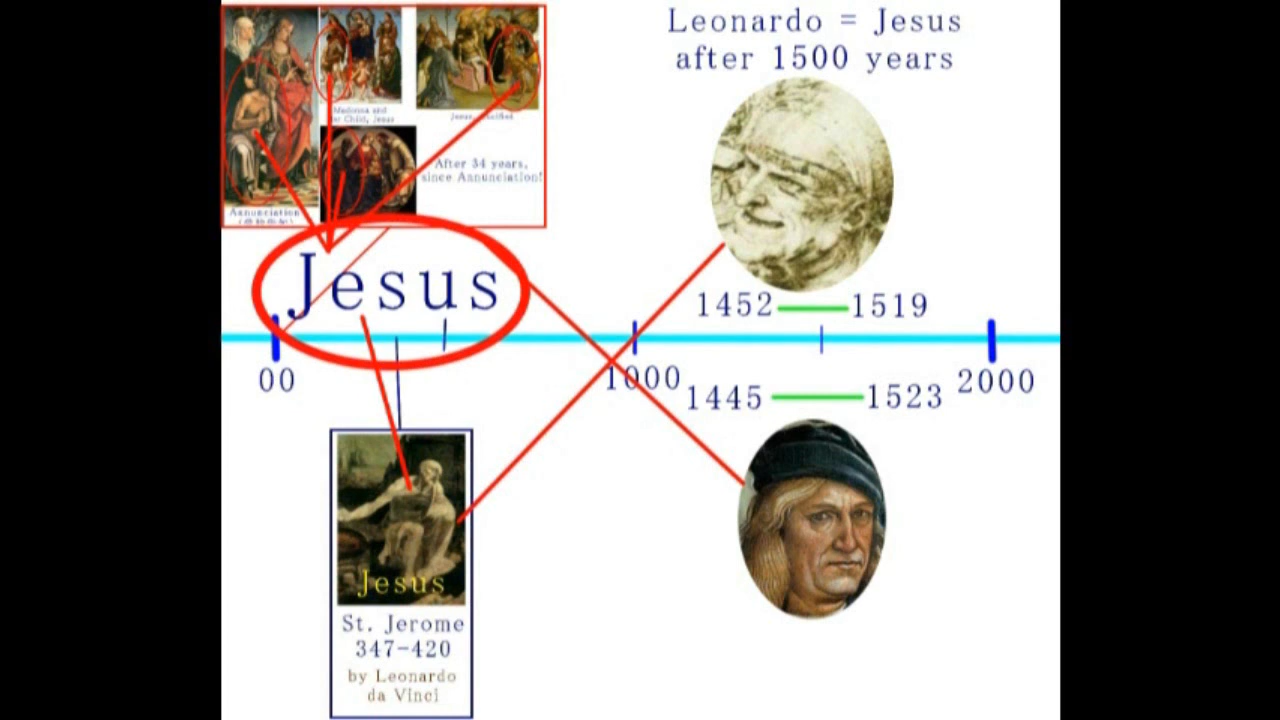 Leonardo = Jesus
after 1500 years
Madonna and
Child, Jesus
Jesus,
After 34 years,
since Annunciation!
Annunciation
Jesus
1452
1519
00
1000
2000
1445
1523
Jesus
St. Jerome
347-420
by Leonardo
da Vinci